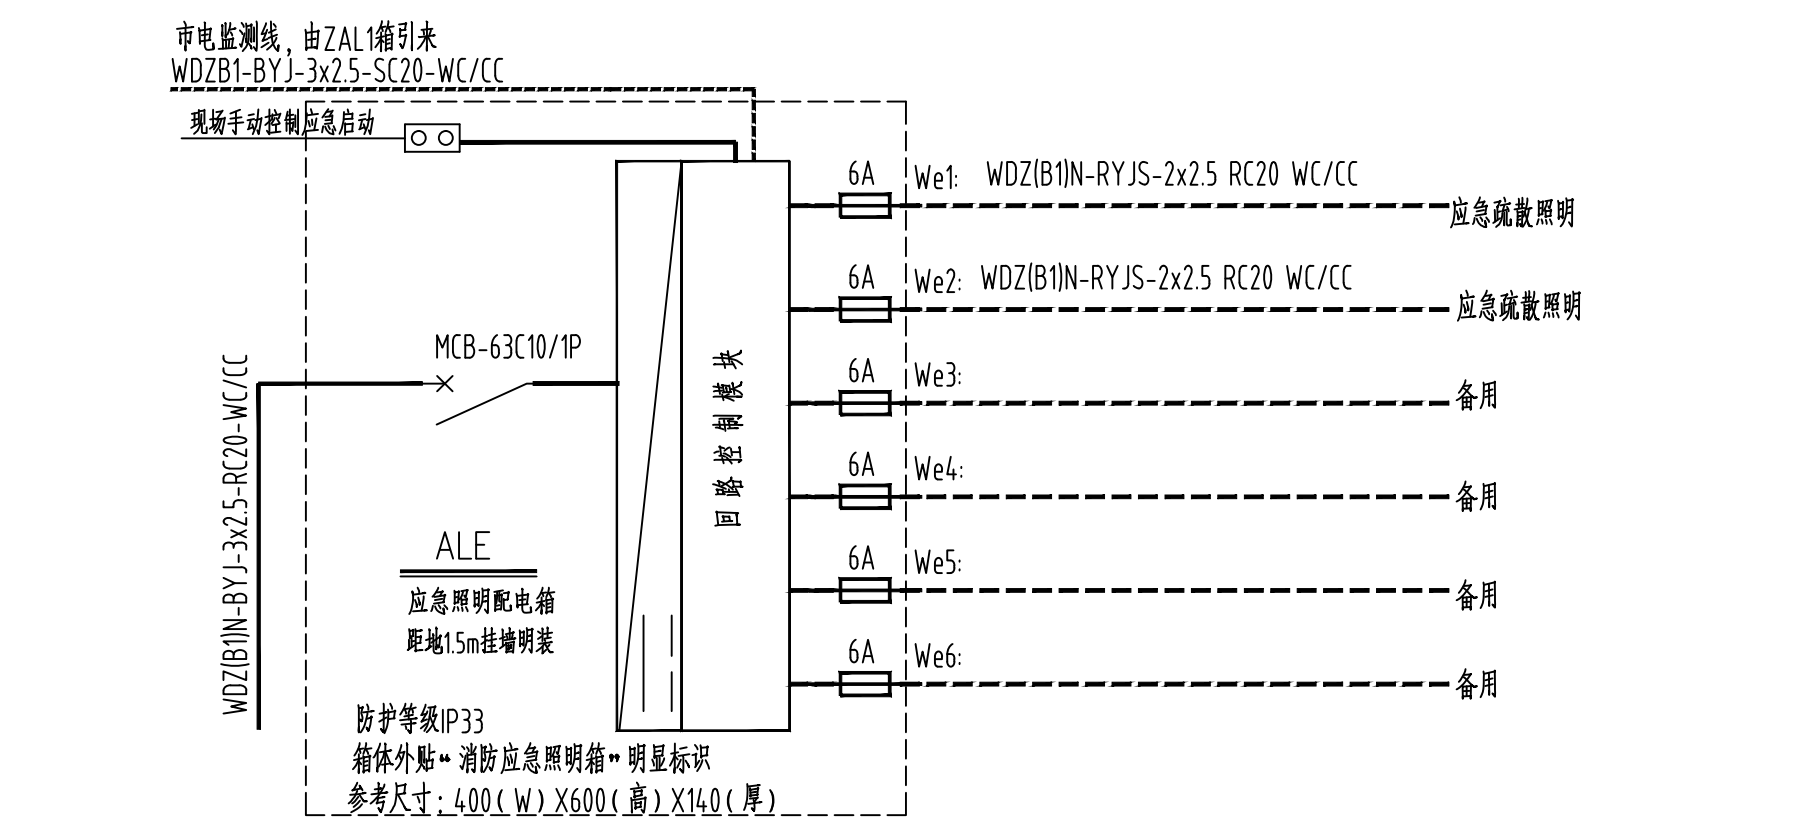 市电监测线，由ZAL1箱引来
WDZB1-BYJ-3x2.5-SC20-WC/CC
现场手动控制应急启动
6A We1: WDZ(B1)N-RYJS-2x2.5 RC20 WC/CC
应急疏散照明
6A We2: WDZ(B1)N-RYJS-2x2.5 RC20 WC/CC
应急疏散照明
MCB-63C10/1P
WDZ(B1)N-BYJ-3x2.5-RC20-WC/CC
回路控制模块
6A We3:
备用
6A We4:
备用
6A We5:
备用
6A We6:
备用
ALE
应急照明配电箱
距地1.5m挂墙明装
防护等级IP33
箱体外贴“消防应急照明箱”明显标识
参考尺寸：400(W)X600(高)X140(厚)